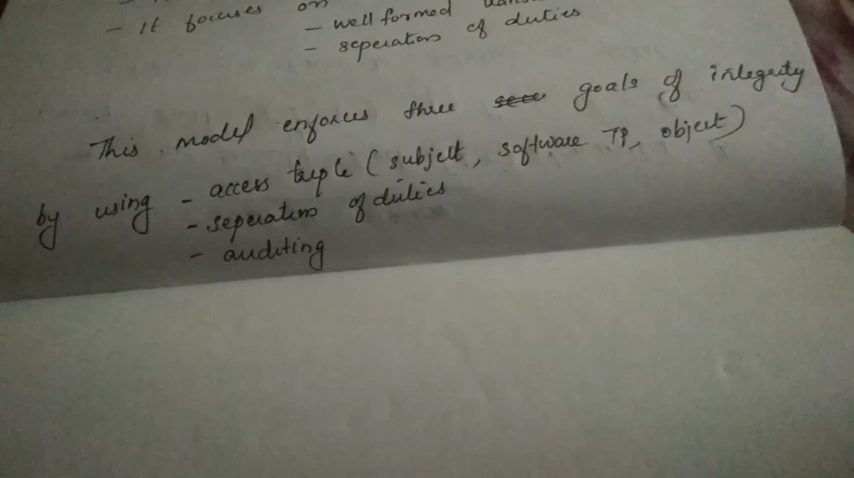 - It focuses on
- well formed
- seperation of duties
This model enforces three goals of integrity
by using - access triple (subject, software TP, object)
- seperation of duties
- auditing